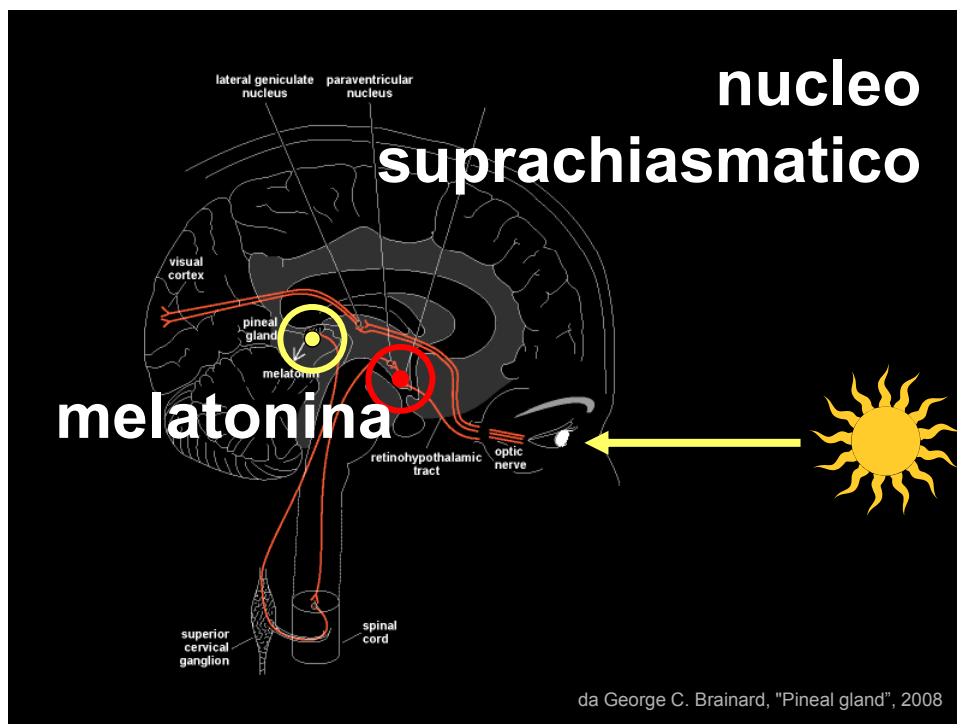 nucleo
suprachiasmatico
lateral geniculate
nucleus
paraventricular
nucleus
visual
cortex
pineal
gland
melatonin
melatonina
retinohypothalamic
tract
optic
nerve
superior
cervical
ganglion
spinal
cord
da George C. Brainard, "Pineal gland”, 2008